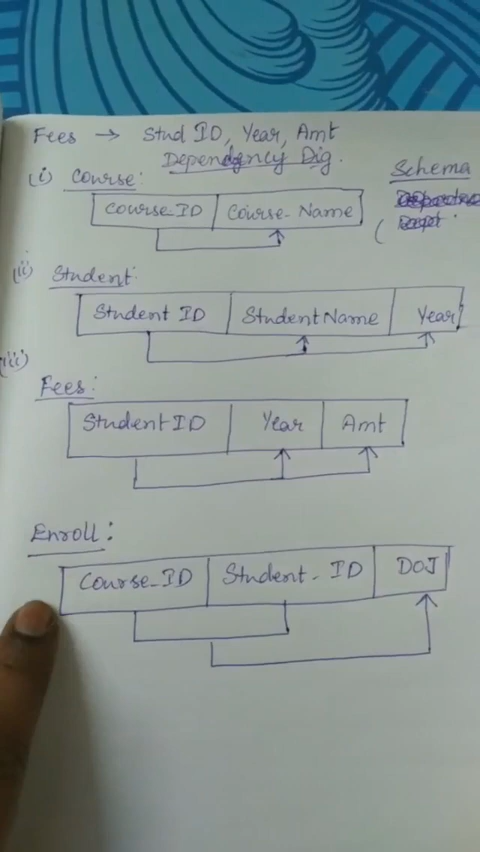 Fees → Stud ID, Year, Amt
Dependency Dig.
Schema
(i) Course:
Course_ID Course_Name
(ii) Student:
Student ID Student Name Year
(iii)
Fees:
Student ID Year Amt
Enroll:
Course_ID Student_ID DOJ